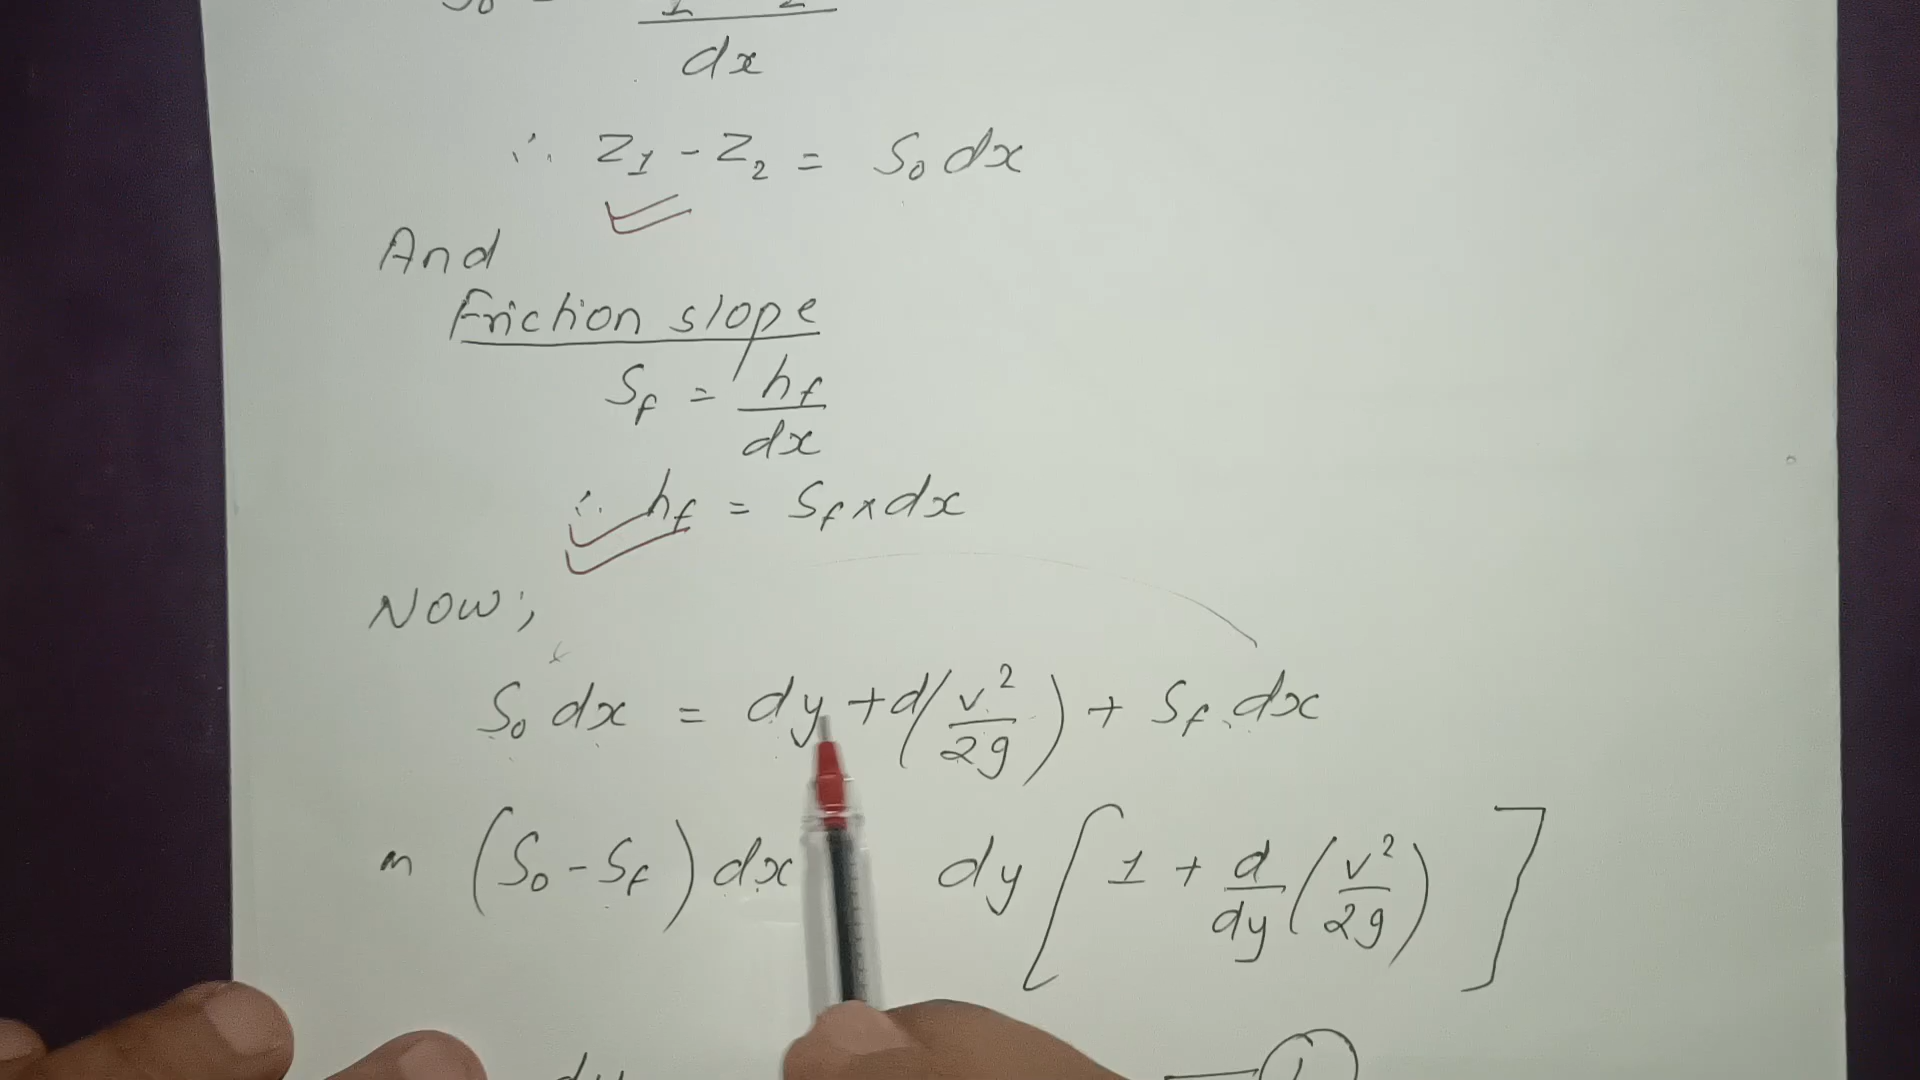 dx
∴ Z₁ - Z₂ = S₀ dx
And
Friction slope
S_f = h_f / dx
∴ h_f = S_f × dx
Now;
S₀ dx = dy + d(v²/2g) + S_f dx
(S₀ - S_f) dx dy [1 + d/dy (v²/2g)]